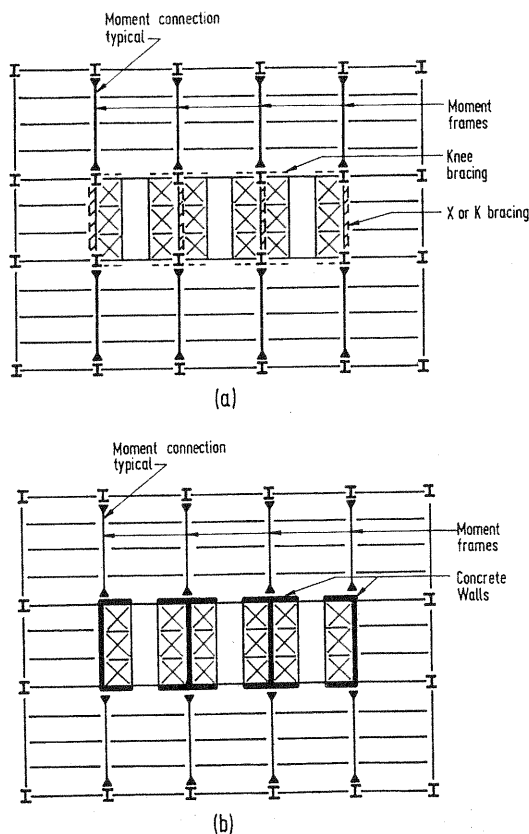 Moment connection
typical
Moment
frames
Knee
bracing
X or K bracing
(a)
Moment connection
typical
Moment
frames
Concrete
Walls
(b)